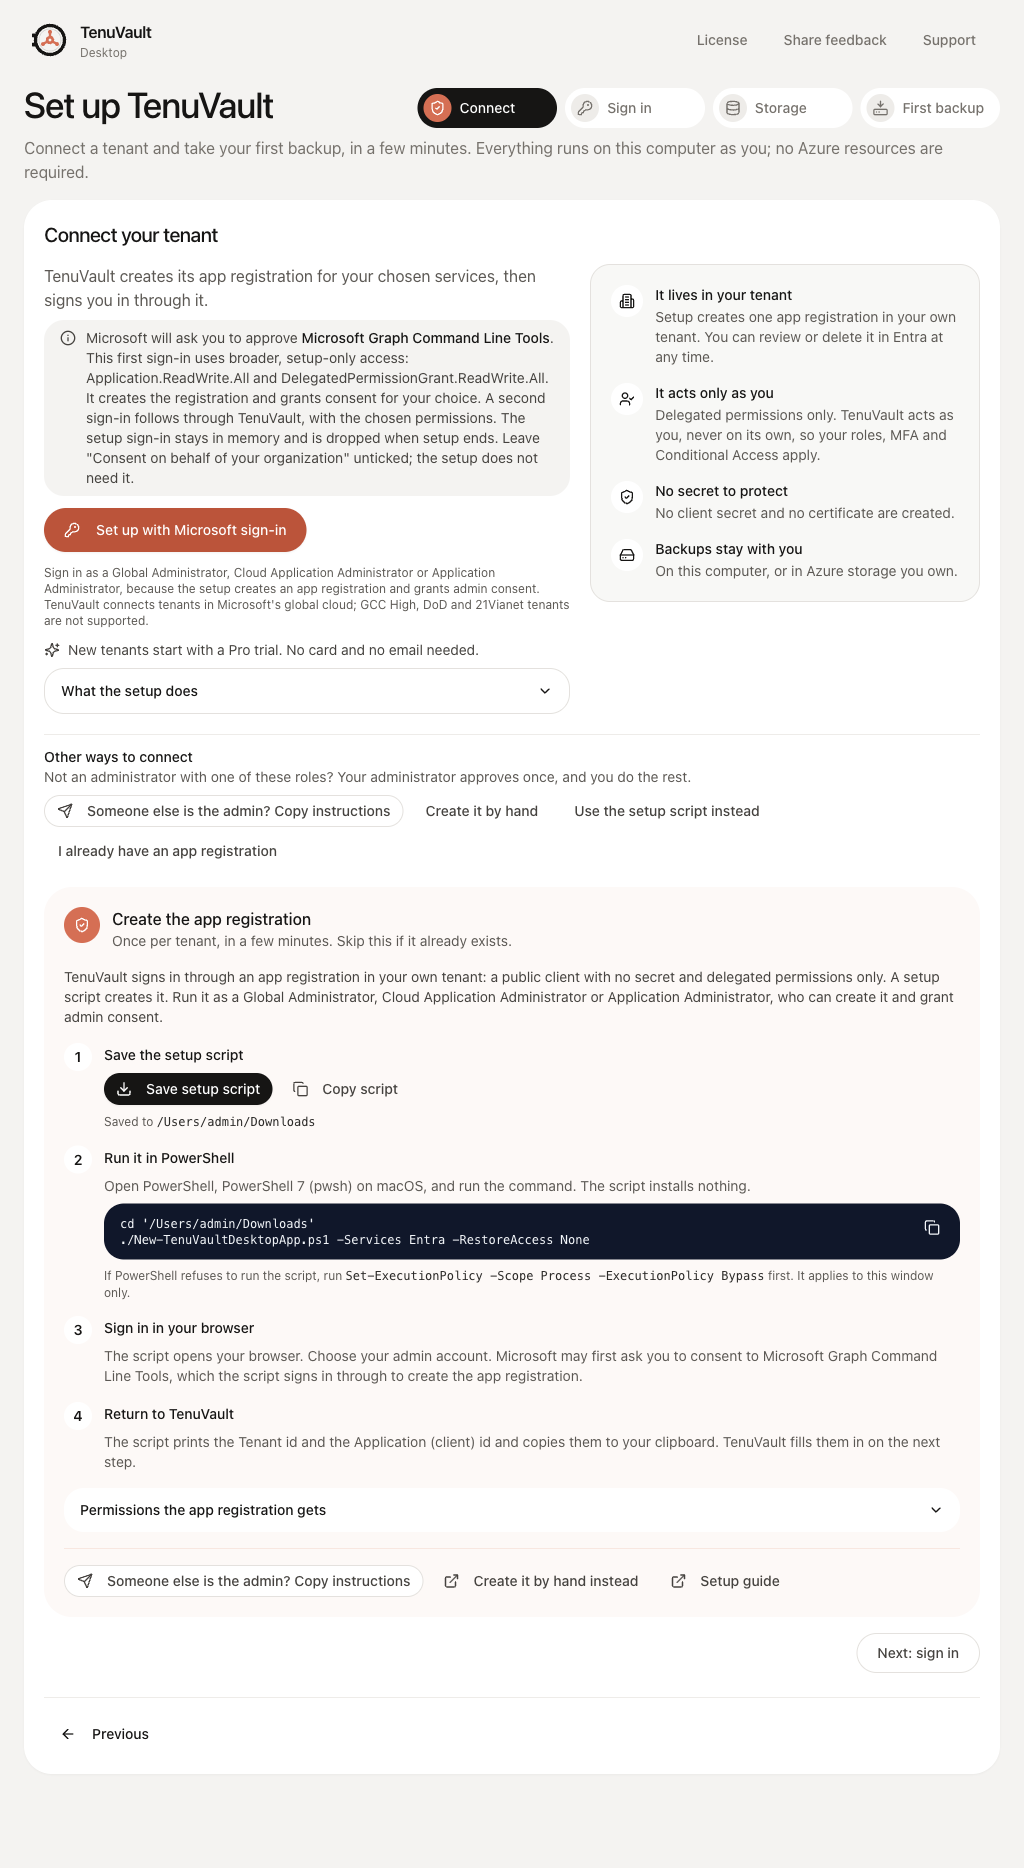 TenuVault
Desktop
License
Share feedback
Support
Set up TenuVault
Connect
Sign in
Storage
First backup
Connect a tenant and take your first backup, in a few minutes. Everything runs on this computer as you; no Azure resources are
required.
Connect your tenant
TenuVault creates its app registration for your chosen services, then
signs you in through it.
Microsoft will ask you to approve Microsoft Graph Command Line Tools.
This first sign-in uses broader, setup-only access:
Application.ReadWrite.All and DelegatedPermissionGrant.ReadWrite.All.
It creates the registration and grants consent for your choice. A second
sign-in follows through TenuVault, with the chosen permissions. The
setup sign-in stays in memory and is dropped when setup ends. Leave
"Consent on behalf of your organization" unticked; the setup does not
need it.
Set up with Microsoft sign-in
Sign in as a Global Administrator, Cloud Application Administrator or Application
Administrator, because the setup creates an app registration and grants admin consent.
TenuVault connects tenants in Microsoft's global cloud; GCC High, DoD and 21Vianet tenants
are not supported.
New tenants start with a Pro trial. No card and no email needed.
What the setup does
It lives in your tenant
Setup creates one app registration in your own
tenant. You can review or delete it in Entra at
any time.
It acts only as you
Delegated permissions only. TenuVault acts as
you, never on its own, so your roles, MFA and
Conditional Access apply.
No secret to protect
No client secret and no certificate are created.
Backups stay with you
On this computer, or in Azure storage you own.
Other ways to connect
Not an administrator with one of these roles? Your administrator approves once, and you do the rest.
Someone else is the admin? Copy instructions
Create it by hand
Use the setup script instead
I already have an app registration
Create the app registration
Once per tenant, in a few minutes. Skip this if it already exists.
TenuVault signs in through an app registration in your own tenant: a public client with no secret and delegated permissions only. A setup
script creates it. Run it as a Global Administrator, Cloud Application Administrator or Application Administrator, who can create it and grant
admin consent.
1
Save the setup script
Save setup script
Copy script
Saved to /Users/admin/Downloads
2
Run it in PowerShell
Open PowerShell, PowerShell 7 (pwsh) on macOS, and run the command. The script installs nothing.
cd '/Users/admin/Downloads'
./New-TenuVaultDesktopApp.ps1 -Services Entra -RestoreAccess None
If PowerShell refuses to run the script, run Set-ExecutionPolicy -Scope Process -ExecutionPolicy Bypass first. It applies to this window
only.
3
Sign in in your browser
The script opens your browser. Choose your admin account. Microsoft may first ask you to consent to Microsoft Graph Command
Line Tools, which the script signs in through to create the app registration.
4
Return to TenuVault
The script prints the Tenant id and the Application (client) id and copies them to your clipboard. TenuVault fills them in on the next
step.
Permissions the app registration gets
Someone else is the admin? Copy instructions
Create it by hand instead
Setup guide
Next: sign in
Previous